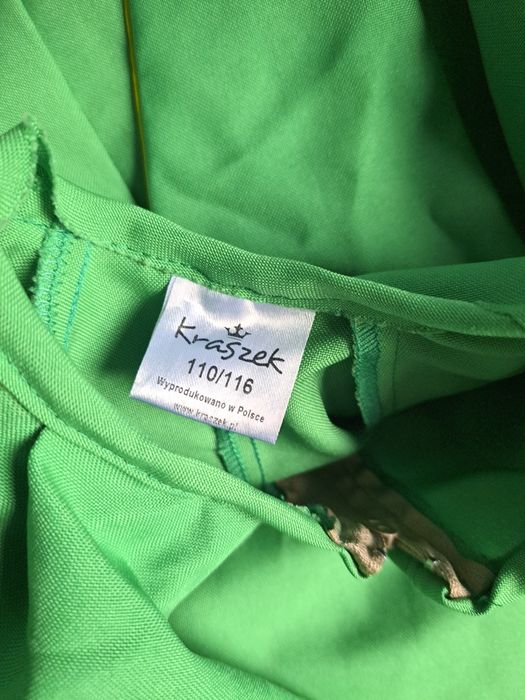 Kraszek
110/116
Wyprodukowano w Polsce
www.kraszek.pl